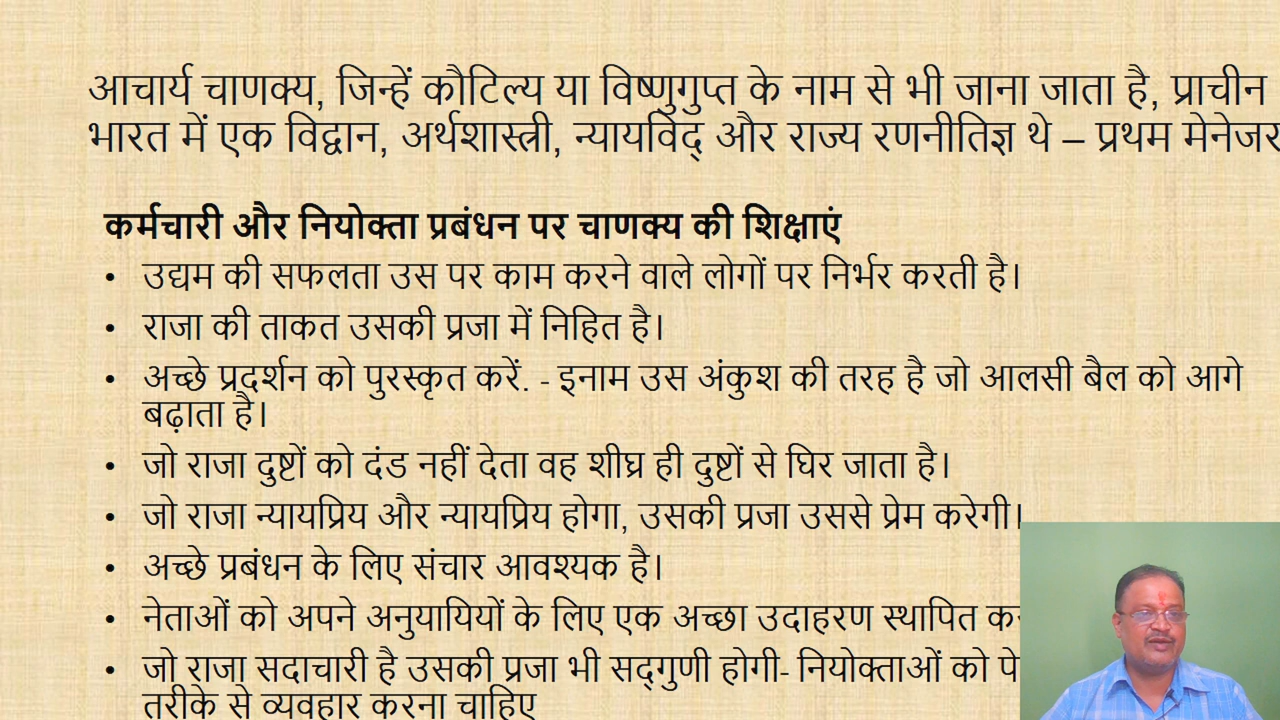 आचार्य चाणक्य, जिन्हें कौटिल्य या विष्णुगुप्त के नाम से भी जाना जाता है, प्राचीन
भारत में एक विद्वान, अर्थशास्त्री, न्यायविद् और राज्य रणनीतिज्ञ थे – प्रथम मेनेजर
कर्मचारी और नियोक्ता प्रबंधन पर चाणक्य की शिक्षाएं
• उद्यम की सफलता उस पर काम करने वाले लोगों पर निर्भर करती है।
• राजा की ताकत उसकी प्रजा में निहित है।
• अच्छे प्रदर्शन को पुरस्कृत करें. - इनाम उस अंकुश की तरह है जो आलसी बैल को आगे
बढ़ाता है।
• जो राजा दुष्टों को दंड नहीं देता वह शीघ्र ही दुष्टों से घिर जाता है।
• जो राजा न्यायप्रिय और न्यायप्रिय होगा, उसकी प्रजा उससे प्रेम करेगी।
• अच्छे प्रबंधन के लिए संचार आवश्यक है।
• नेताओं को अपने अनुयायियों के लिए एक अच्छा उदाहरण स्थापित
• जो राजा सदाचारी है उसकी प्रजा भी सद्गुणी होगी- नियोक्ताओं को
तरीके से व्यवहार करना चाहिए